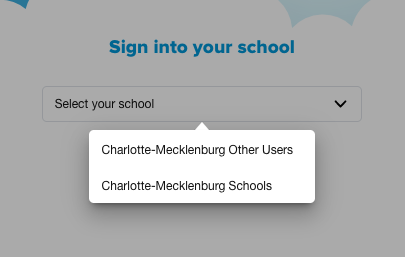 Sign into your school
Select your school
Charlotte-Mecklenburg Other Users
Charlotte-Mecklenburg Schools